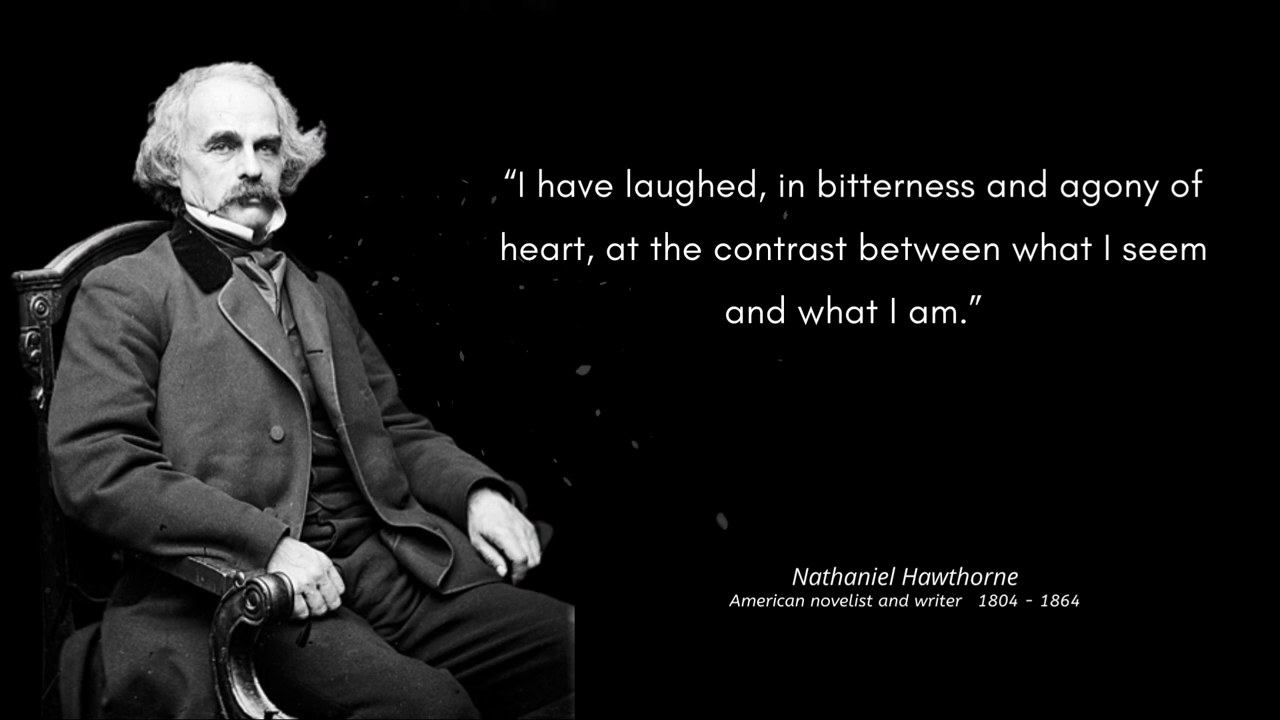 “I have laughed, in bitterness and agony of
heart, at the contrast between what I seem
and what I am.”
Nathaniel Hawthorne
American novelist and writer 1804 - 1864